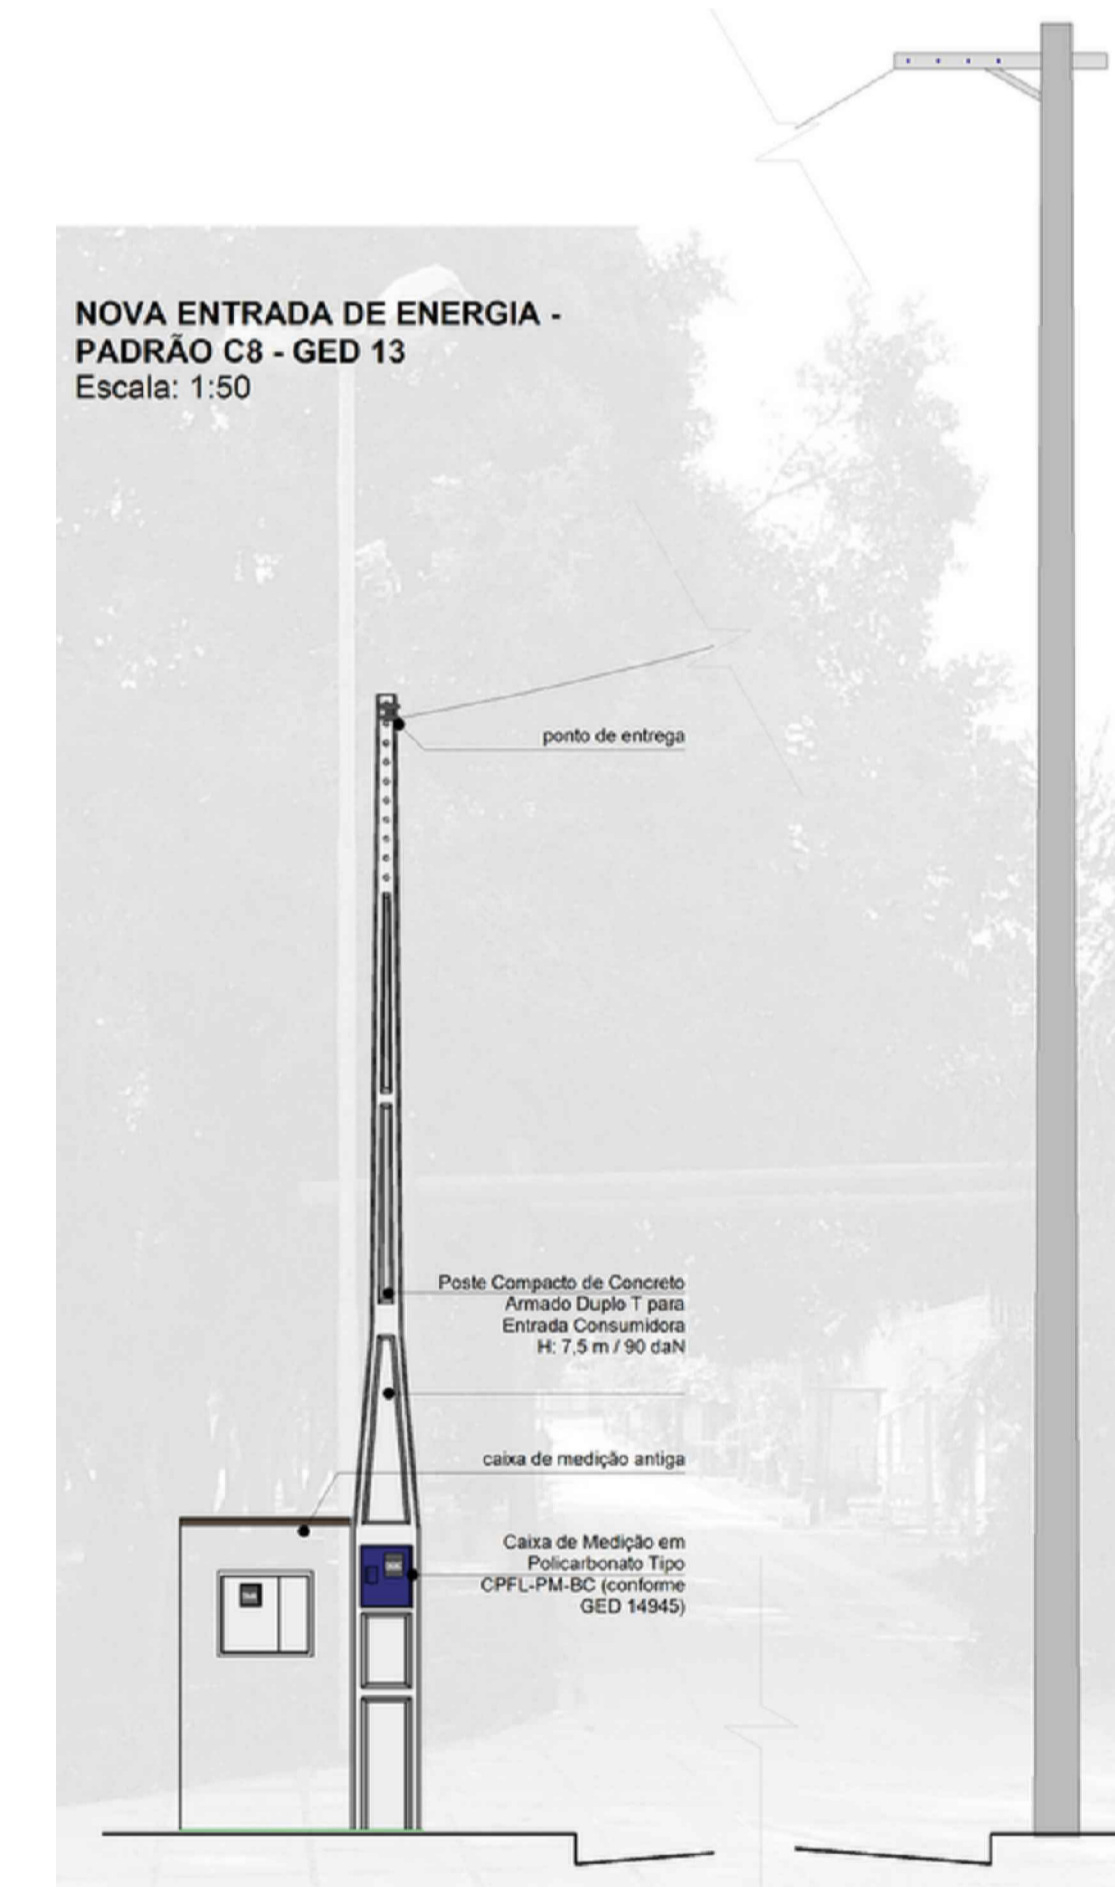 NOVA ENTRADA DE ENERGIA -
PADRÃO C8 - GED 13
Escala: 1:50
ponto de entrega
Poste Compacto de Concreto
Armado Duplo T para
Entrada Consumidora
H: 7,5 m / 90 daN
caixa de medição antiga
Caixa de Medição em
Policarbonato Tipo
CPFL-PM-BC (conforme
GED 14945)